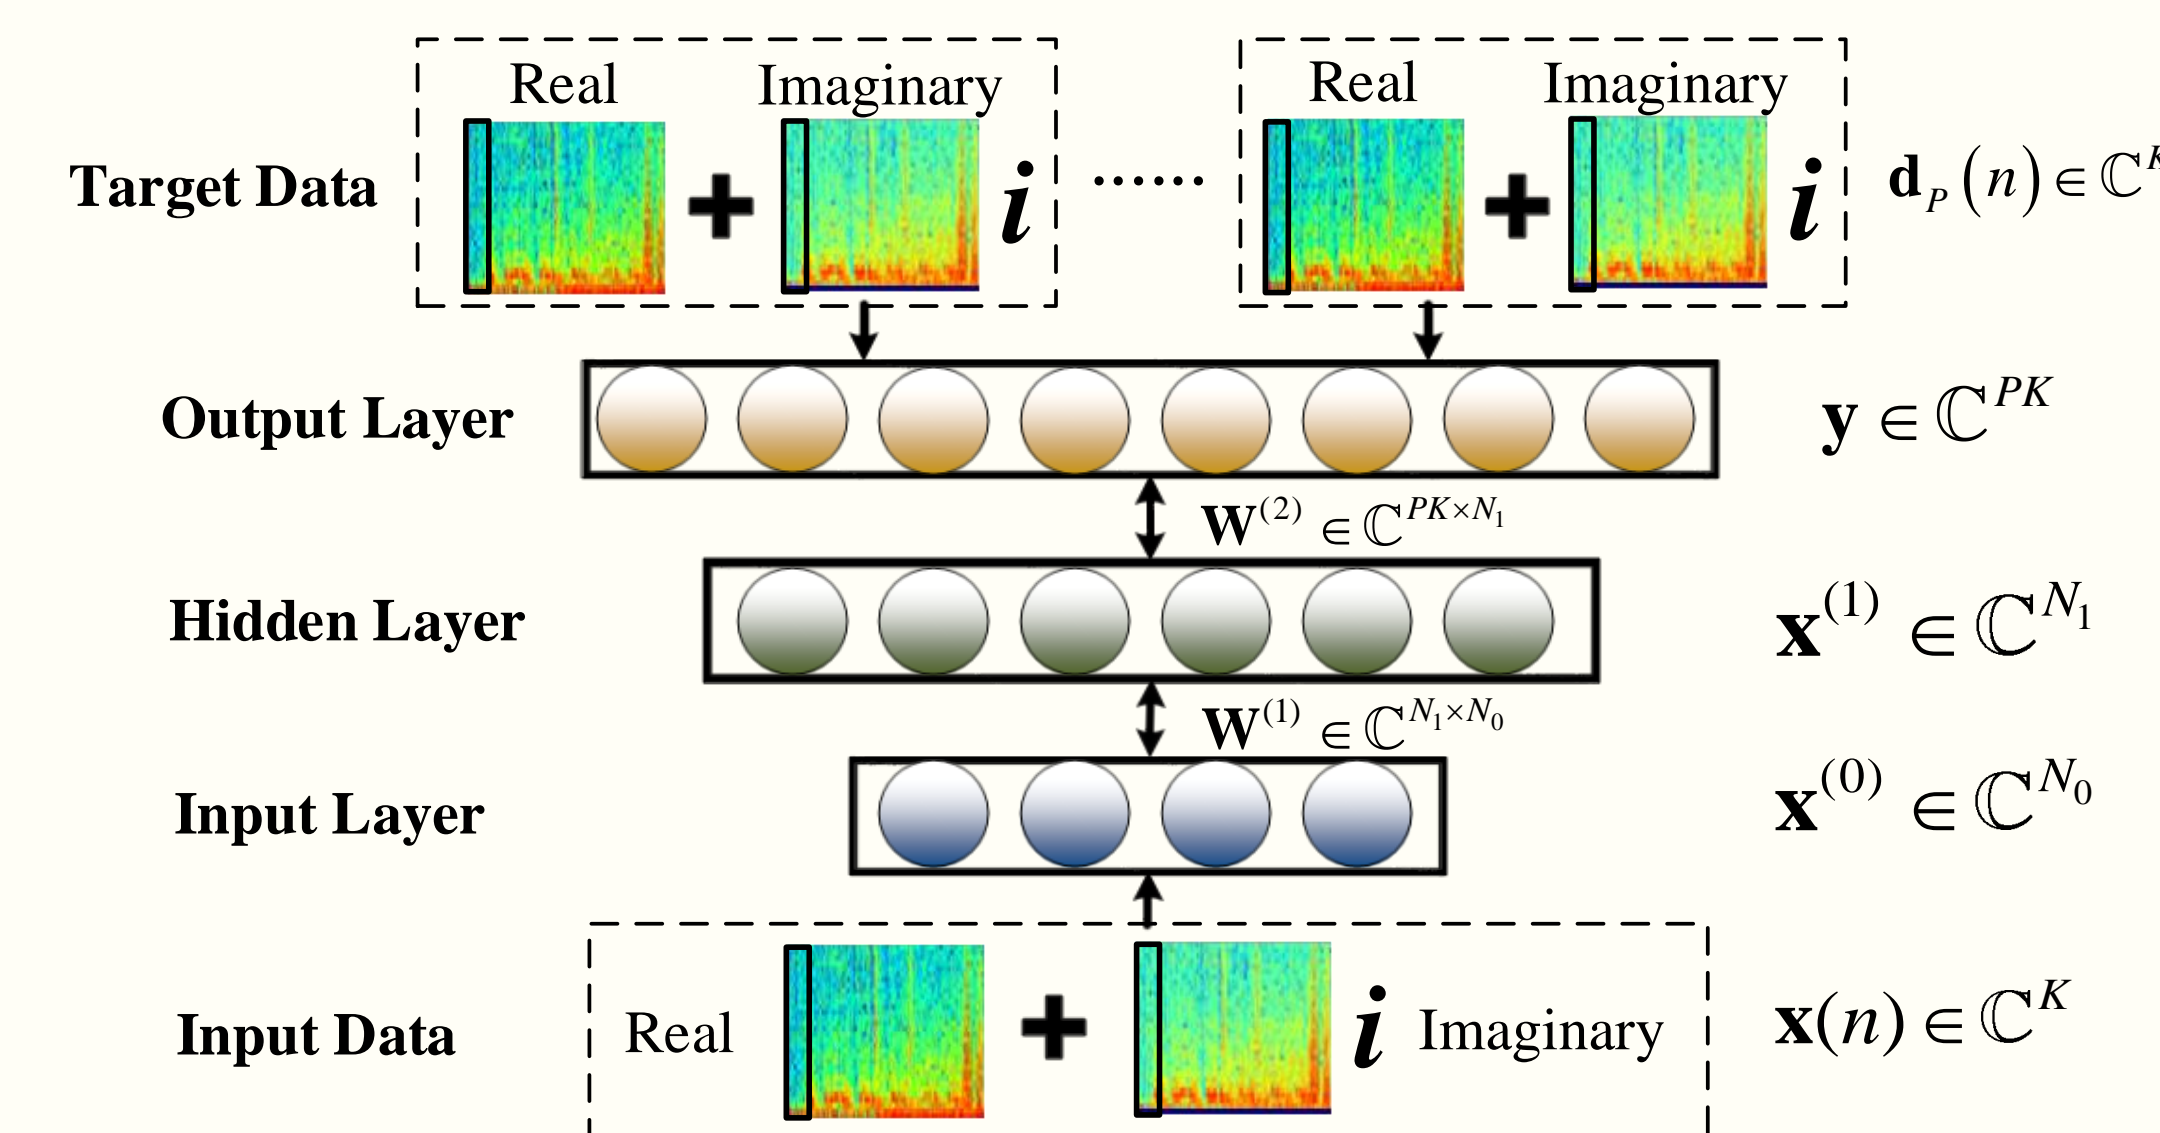 Real Imaginary Real Imaginary
Target Data + i ...... + i d_P(n) ∈ ℂ^K
Output Layer y ∈ ℂ^{PK}
W^{(2)} ∈ ℂ^{PK×N_1}
Hidden Layer x^{(1)} ∈ ℂ^{N_1}
W^{(1)} ∈ ℂ^{N_1×N_0}
Input Layer x^{(0)} ∈ ℂ^{N_0}
Input Data Real + i Imaginary x(n) ∈ ℂ^K